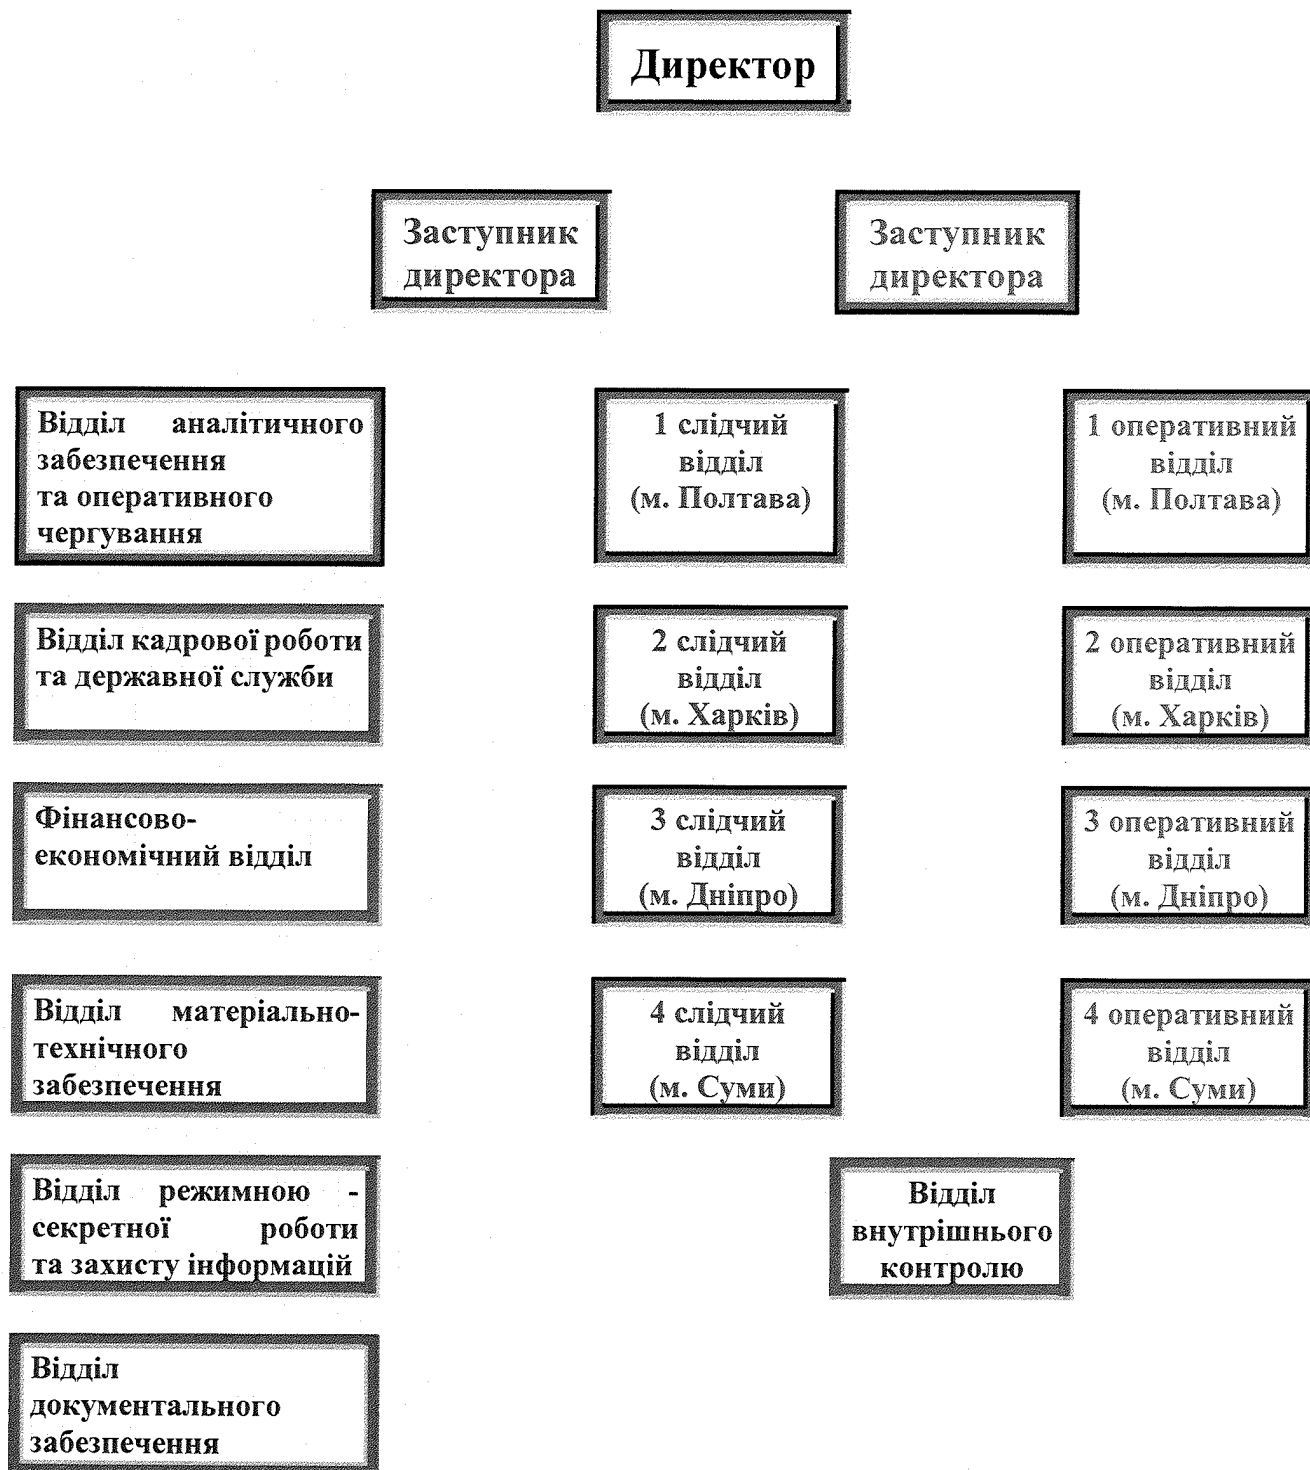 Директор
Заступник
директора
Заступник
директора
Відділ аналітичного
забезпечення
та оперативного
чергування
1 слідчий
відділ
(м. Полтава)
1 оперативний
відділ
(м. Полтава)
Відділ кадрової роботи
та державної служби
2 слідчий
відділ
(м. Харків)
2 оперативний
відділ
(м. Харків)
Фінансово-
економічний відділ
3 слідчий
відділ
(м. Дніпро)
3 оперативний
відділ
(м. Дніпро)
Відділ матеріально-
технічного
забезпечення
4 слідчий
відділ
(м. Суми)
4 оперативний
відділ
(м. Суми)
Відділ режимною -
секретної роботи
та захисту інформацій
Відділ
внутрішнього
контролю
Відділ
документального
забезпечення